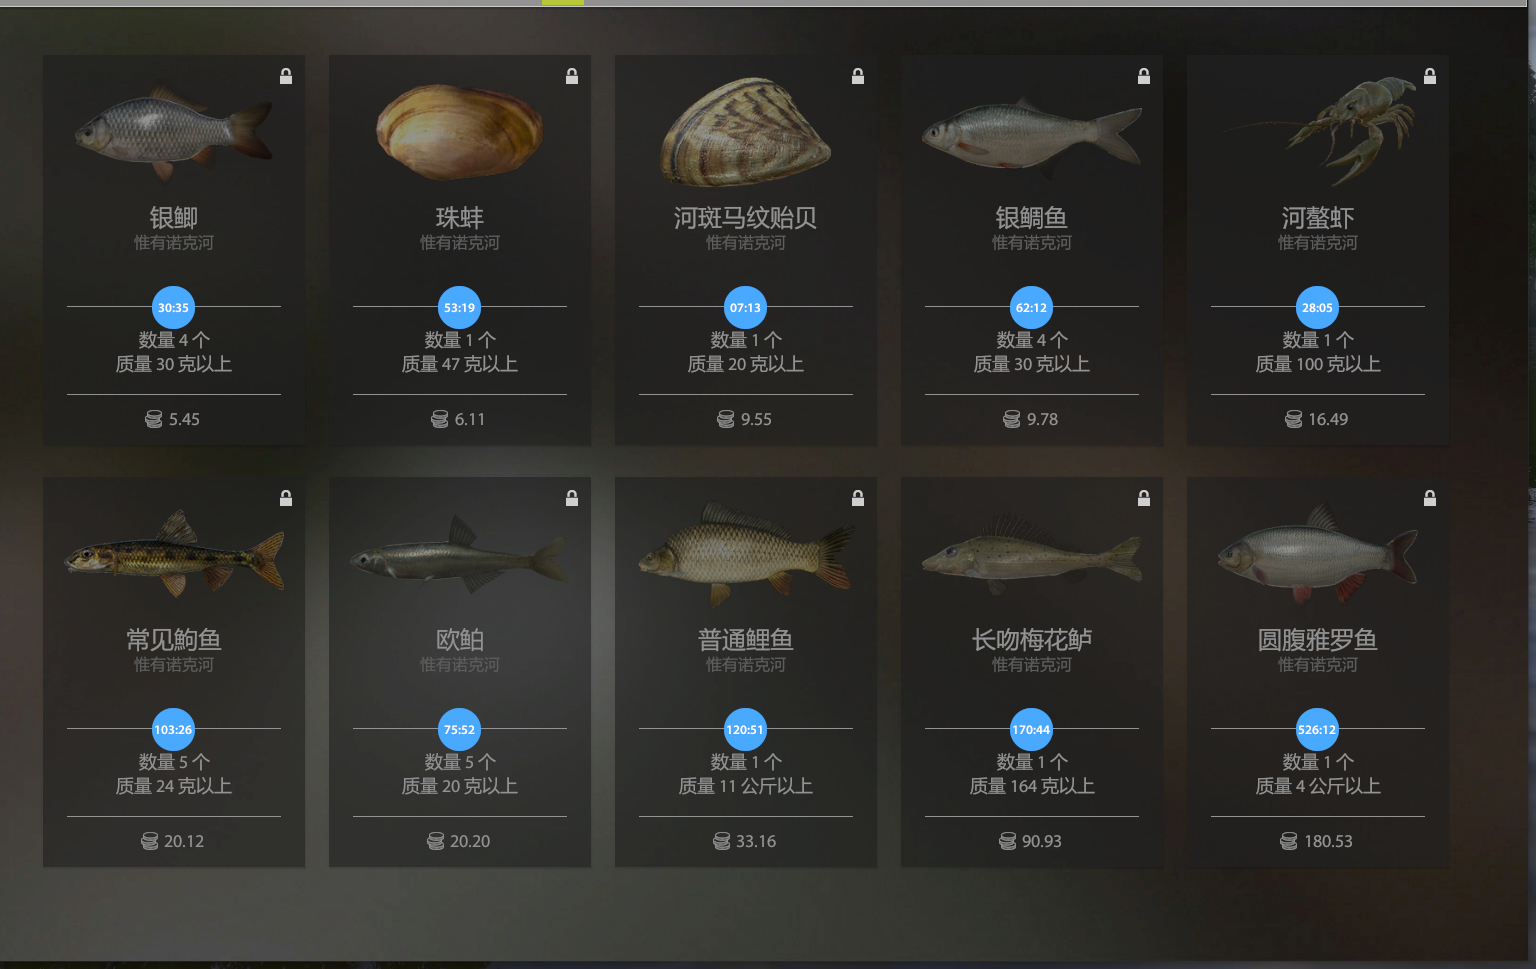 银鲫
惟有诺克河
30:35
数量 4 个
质量 30 克以上
5.45
珠蚌
惟有诺克河
53:19
数量 1 个
质量 47 克以上
6.11
河斑马纹贻贝
惟有诺克河
07:13
数量 1 个
质量 20 克以上
9.55
银鲷鱼
惟有诺克河
62:12
数量 4 个
质量 30 克以上
9.78
河螯虾
惟有诺克河
28:05
数量 1 个
质量 100 克以上
16.49
常见鮈鱼
惟有诺克河
103:26
数量 5 个
质量 24 克以上
20.12
欧鲌
惟有诺克河
75:52
数量 5 个
质量 20 克以上
20.20
普通鲤鱼
惟有诺克河
120:51
数量 1 个
质量 11 公斤以上
33.16
长吻梅花鲈
惟有诺克河
170:44
数量 1 个
质量 164 克以上
90.93
圆腹雅罗鱼
惟有诺克河
526:12
数量 1 个
质量 4 公斤以上
180.53